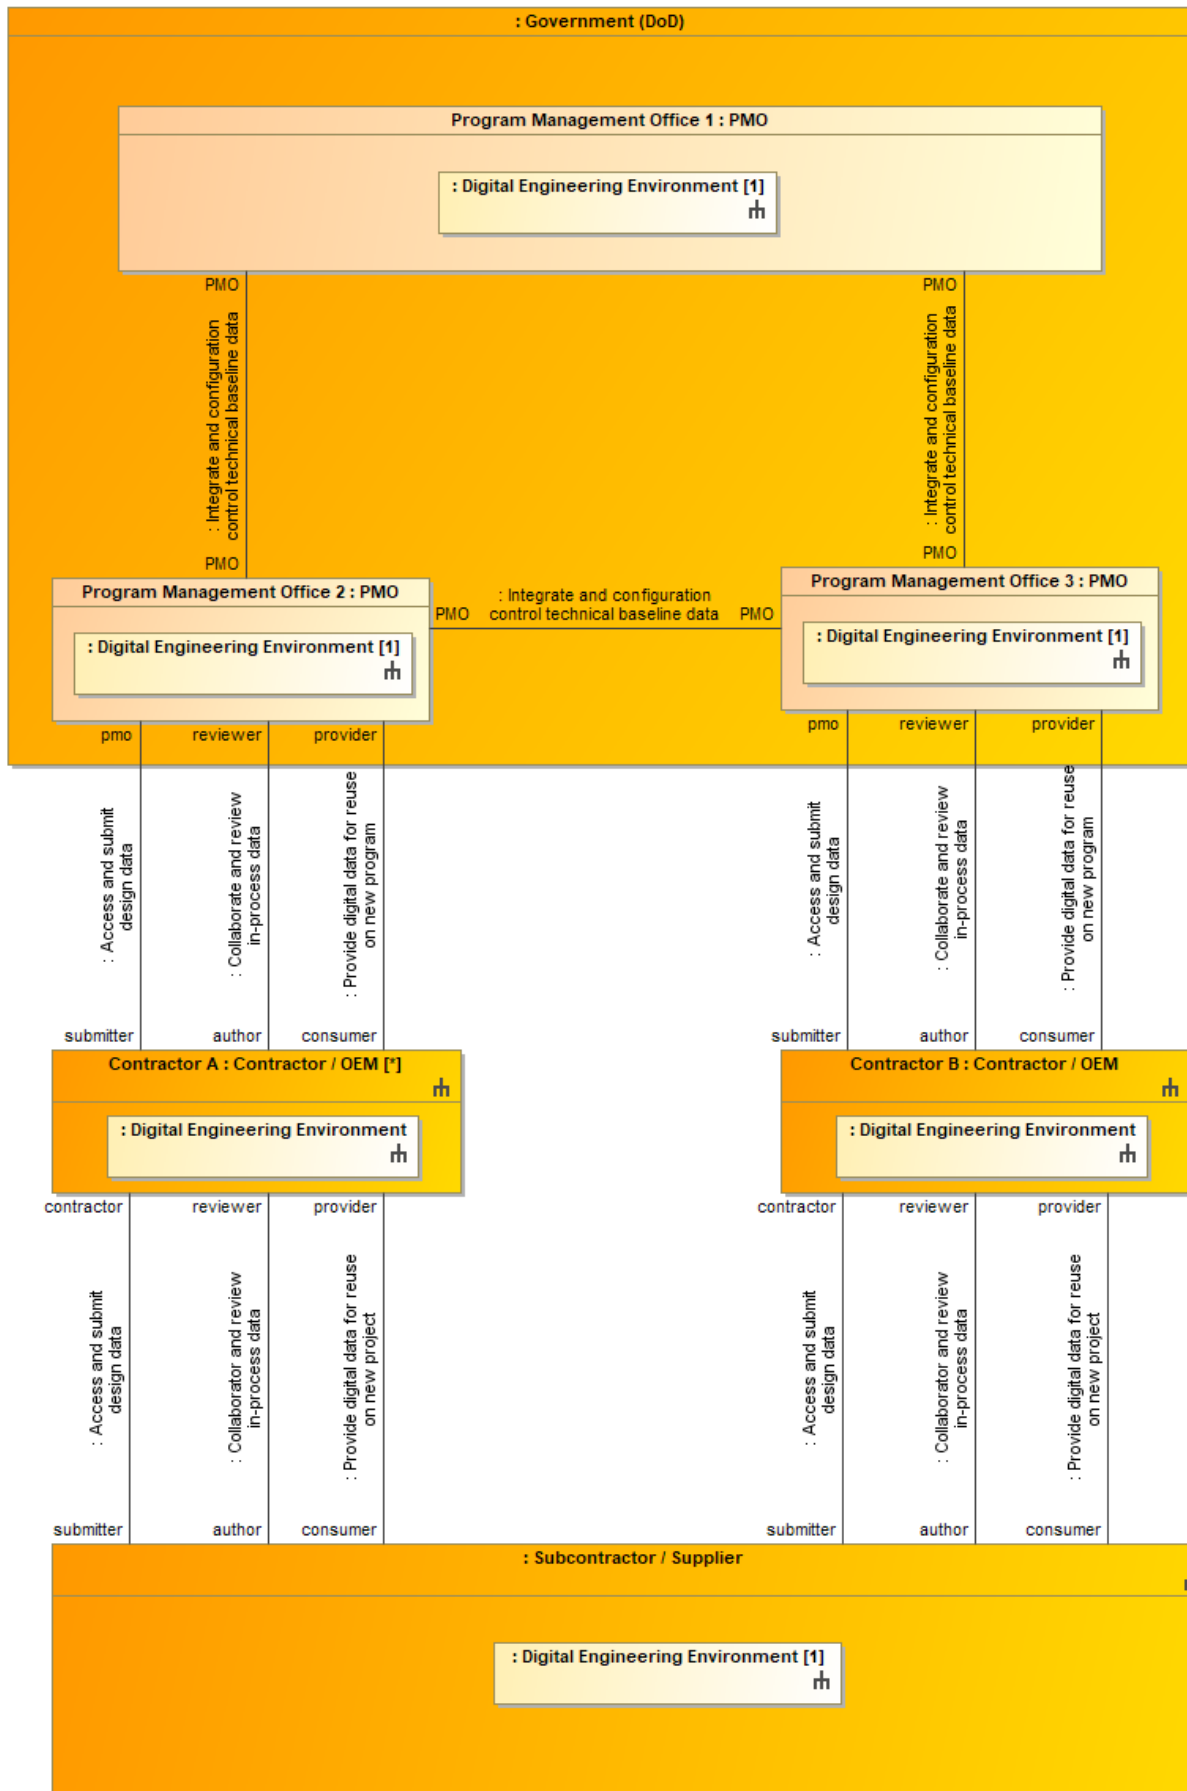 : Government (DoD)
Program Management Office 1 : PMO
: Digital Engineering Environment [1]
PMO
PMO
: Integrate and configuration
control technical baseline data
: Integrate and configuration
control technical baseline data
PMO
PMO
Program Management Office 2 : PMO
: Digital Engineering Environment [1]
PMO
: Integrate and configuration
control technical baseline data
PMO
Program Management Office 3 : PMO
: Digital Engineering Environment [1]
pmo
reviewer
provider
pmo
reviewer
provider
: Access and submit
design data
: Collaborate and review
in-process data
: Provide digital data for reuse
on new program
: Access and submit
design data
: Collaborate and review
in-process data
: Provide digital data for reuse
on new program
submitter
author
consumer
submitter
author
consumer
Contractor A : Contractor / OEM [*]
: Digital Engineering Environment
Contractor B : Contractor / OEM
: Digital Engineering Environment
contractor
reviewer
provider
contractor
reviewer
provider
: Access and submit
design data
: Collaborator and review
in-process data
: Provide digital data for reuse
on new project
: Access and submit
design data
: Collaborator and review
in-process data
: Provide digital data for reuse
on new project
submitter
author
consumer
submitter
author
consumer
: Subcontractor / Supplier
: Digital Engineering Environment [1]